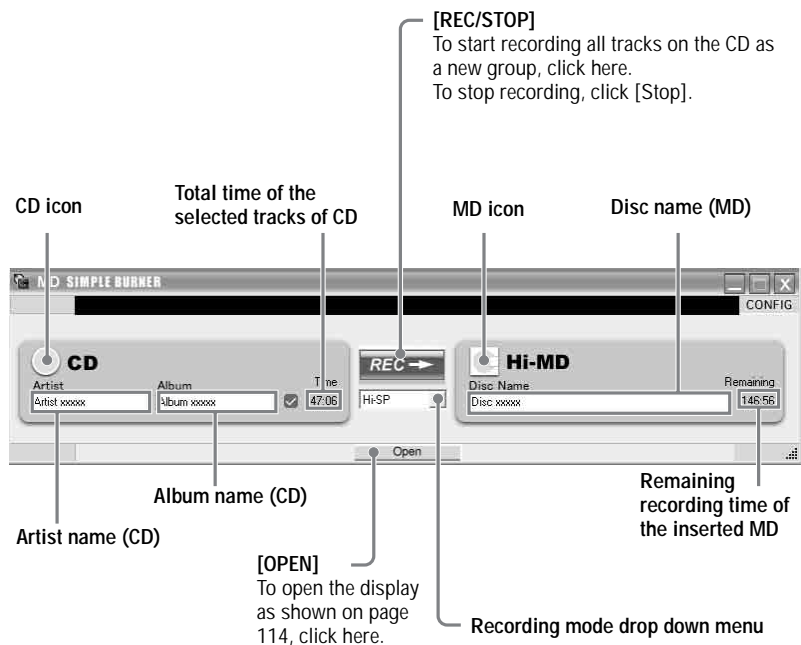 [REC/STOP]
To start recording all tracks on the CD as
a new group, click here.
To stop recording, click [Stop].
CD icon
Total time of the
selected tracks of CD
MD icon
Disc name (MD)
MD SIMPLE BURNER
CONFIG
CD
REC
Hi-MD
Artist
Album
Time
Disc Name
Remaining
Artist xxxxx
Album xxxxx
47:06
Hi-SP
Disc xxxxx
146:56
Open
Album name (CD)
Artist name (CD)
Remaining
recording time of
the inserted MD
[OPEN]
To open the display
as shown on page
114, click here.
Recording mode drop down menu